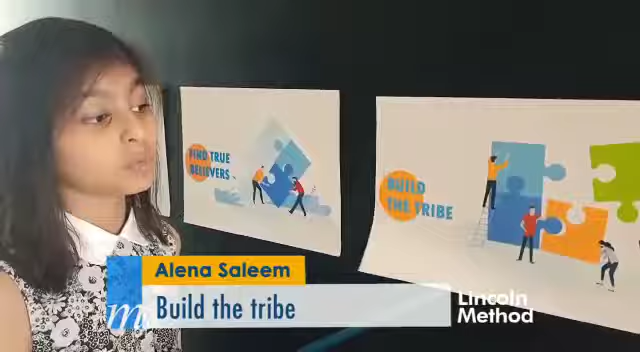 FIND TRUE
BELIEVERS
BUILD
THE TRIBE
Alena Saleem
m
Build the tribe
Lincoln
Method